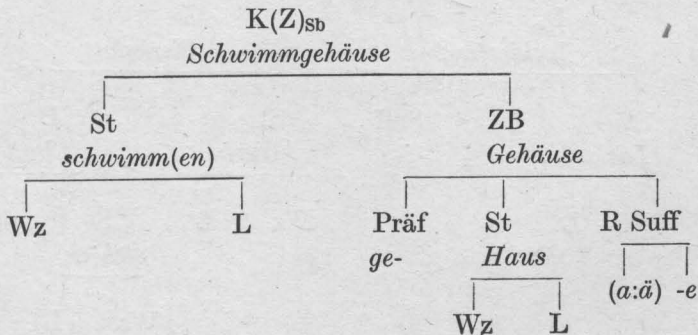 K(Z)Sb
Schwimmgehäuse
St ZB
schwimm(en) Gehäuse
Wz L Präf St R Suff
ge- Haus (a:ä) -e
Wz L